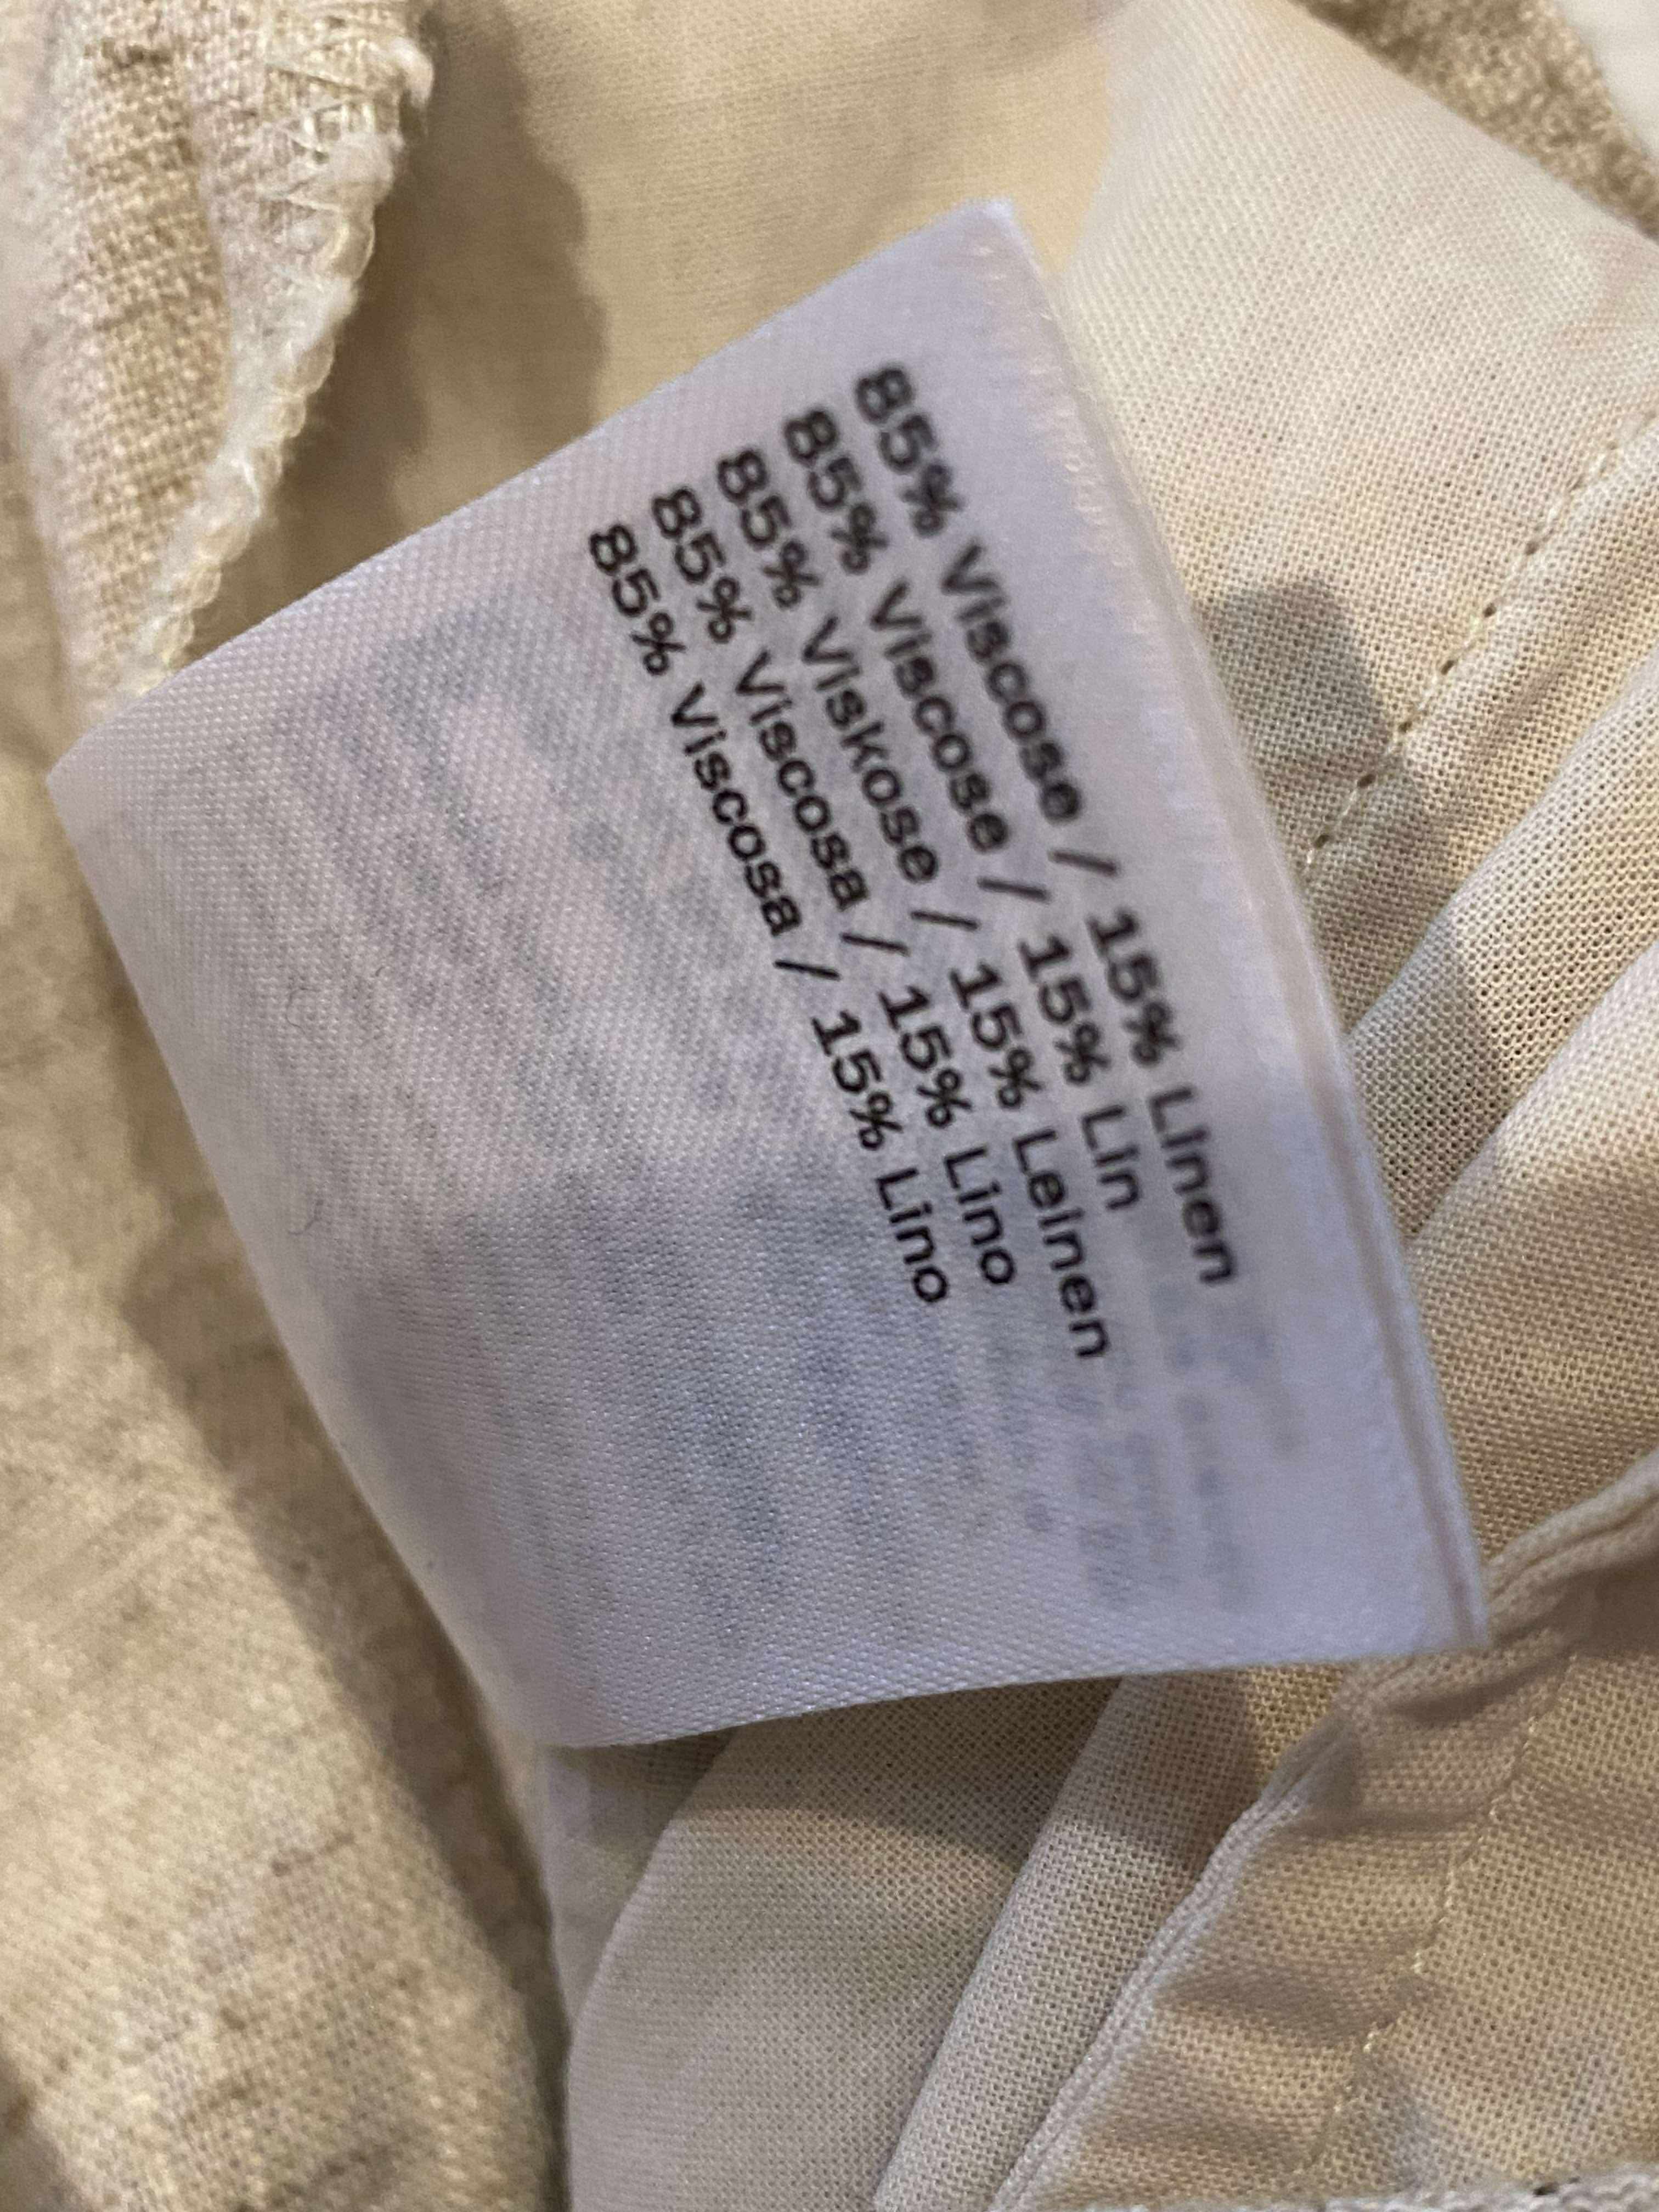 85% Viscose / 15% Linen
85% Viscose / 15% Lin
85% Viskose / 15% Leinen
85% Viscosa / 15% Lino
85% Viscosa / 15% Lino